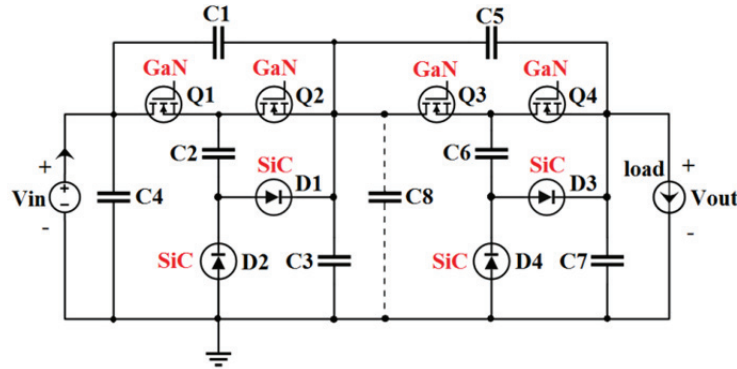 C1 C5
GaN GaN GaN GaN
Q1 Q2 Q3 Q4
+ C2 SiC C6 SiC load +
Vin + - C4 D1 C8 D3 Vout
- SiC D2 C3 SiC D4 C7 -